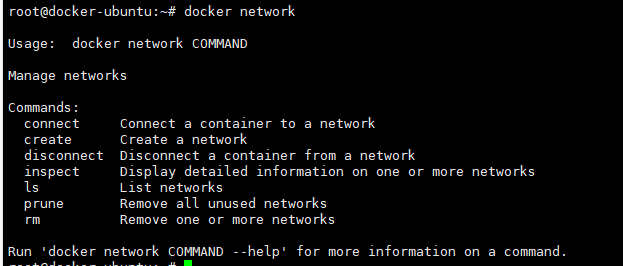 root@docker-ubuntu:~# docker network
Usage:  docker network COMMAND
Manage networks
Commands:
  connect     Connect a container to a network
  create      Create a network
  disconnect  Disconnect a container from a network
  inspect     Display detailed information on one or more networks
  ls          List networks
  prune       Remove all unused networks
  rm          Remove one or more networks
Run 'docker network COMMAND --help' for more information on a command.
root@docker-ubuntu:~#